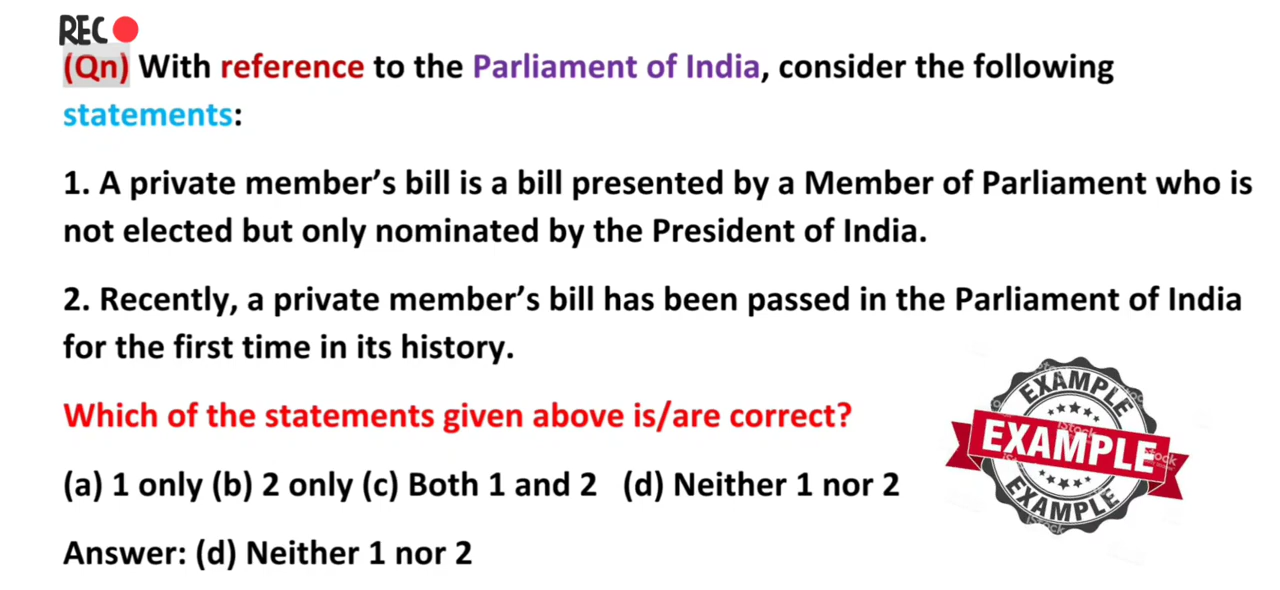 REC
(Qn) With reference to the Parliament of India, consider the following
statements:
1. A private member’s bill is a bill presented by a Member of Parliament who is
not elected but only nominated by the President of India.
2. Recently, a private member’s bill has been passed in the Parliament of India
for the first time in its history.
Which of the statements given above is/are correct?
(a) 1 only (b) 2 only (c) Both 1 and 2 (d) Neither 1 nor 2
EXAMPLE
EXAMPLE
iStock
EXAMPLE
iStock
Answer: (d) Neither 1 nor 2